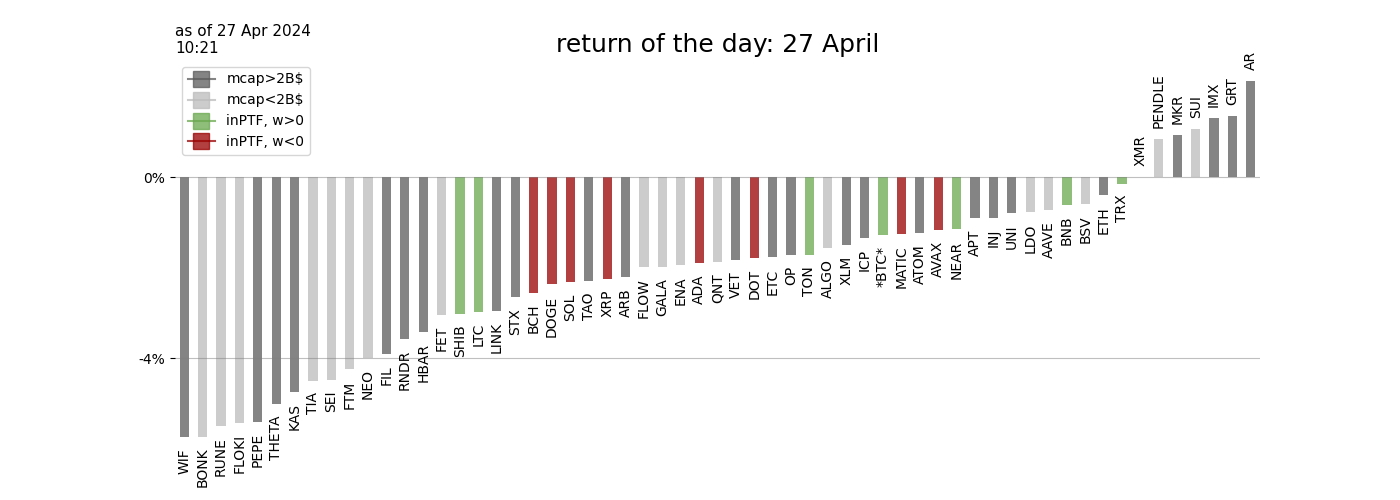 as of 27 Apr 2024
10:21
return of the day: 27 April
mcap>2B$
mcap<2B$
inPTF, w>0
inPTF, w<0
0%
-4%
WIF
BONK
RUNE
FLOKI
PEPE
THETA
KAS
TIA
SEI
FTM
NEO
FIL
RNDR
HBAR
FET
SHIB
LTC
LINK
STX
BCH
DOGE
SOL
TAO
XRP
ARB
FLOW
GALA
ENA
ADA
QNT
VET
DOT
ETC
OP
TON
ALGO
XLM
ICP
*BTC*
MATIC
ATOM
AVAX
NEAR
APT
INJ
UNI
LDO
AAVE
BNB
BSV
ETH
TRX
XMR
PENDLE
MKR
SUI
IMX
GRT
AR